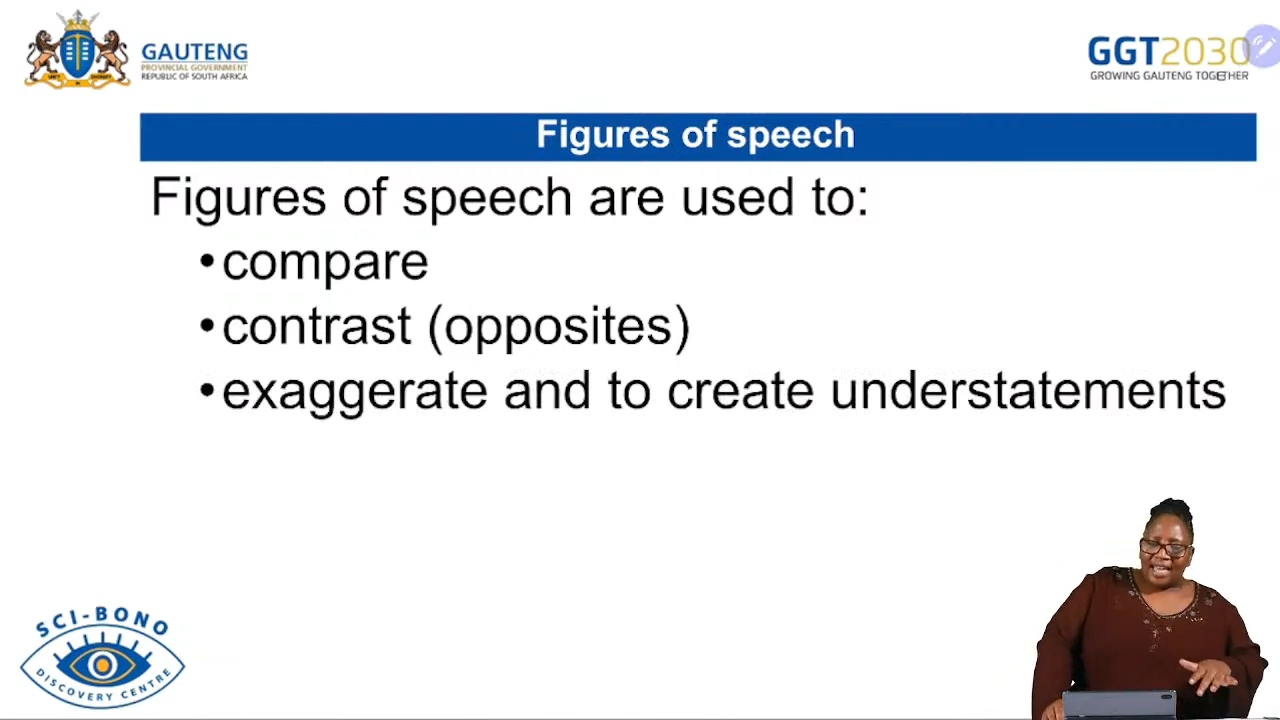 GAUTENG
PROVINCIAL GOVERNMENT
REPUBLIC OF SOUTH AFRICA
GGT2030
GROWING GAUTENG TOGETHER
Figures of speech
Figures of speech are used to:
•compare
•contrast (opposites)
•exaggerate and to create understatements
SCI-BONO
DISCOVERY CENTRE